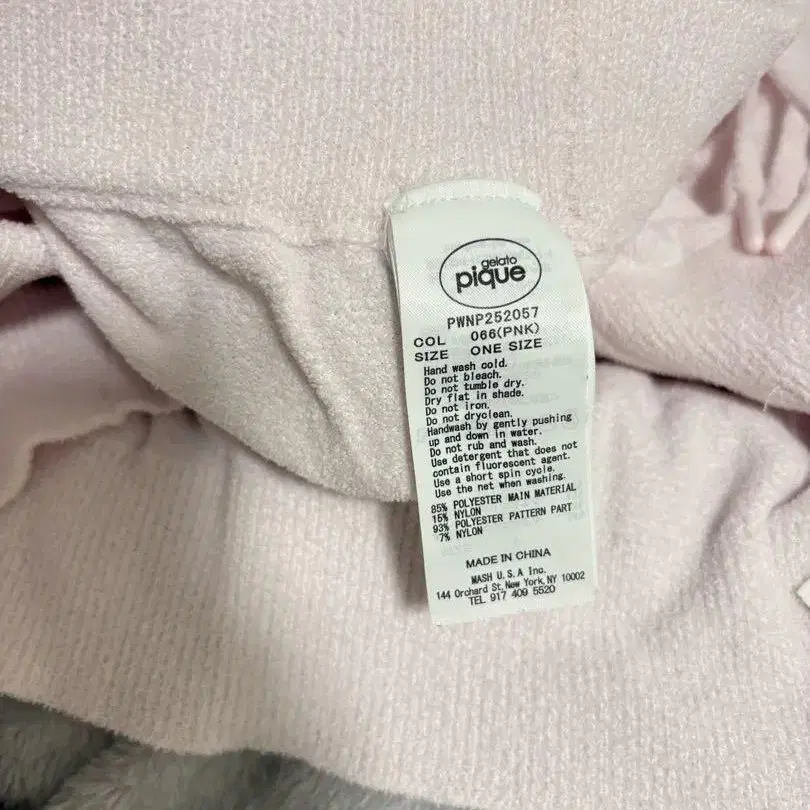 gelato
pique
PWNP252057
COL 066(PNK)
SIZE ONE SIZE
Hand wash cold.
Do not bleach.
Do not tumble dry.
Dry flat in shade.
Do not iron.
Do not dryclean.
Handwash by gently pushing
up and down in water.
Do not rub and wash.
Use detergent that does not
contain fluorescent agent.
Use a short spin cycle.
Use the net when washing.
85% POLYESTER MAIN MATERIAL
15% NYLON
93% POLYESTER PATTERN PART
7% NYLON
MADE IN CHINA
MASH U.S.A Inc.
144 Orchard St,New York,NY 10002
TEL 917 409 5520